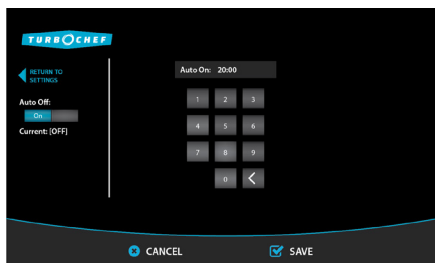 TURBOCHEF
RETURN TO
SETTINGS
Auto Off:
On
Current: [OFF]
Auto On: 20:00
1 2 3
4 5 6
7 8 9
0
CANCEL
SAVE